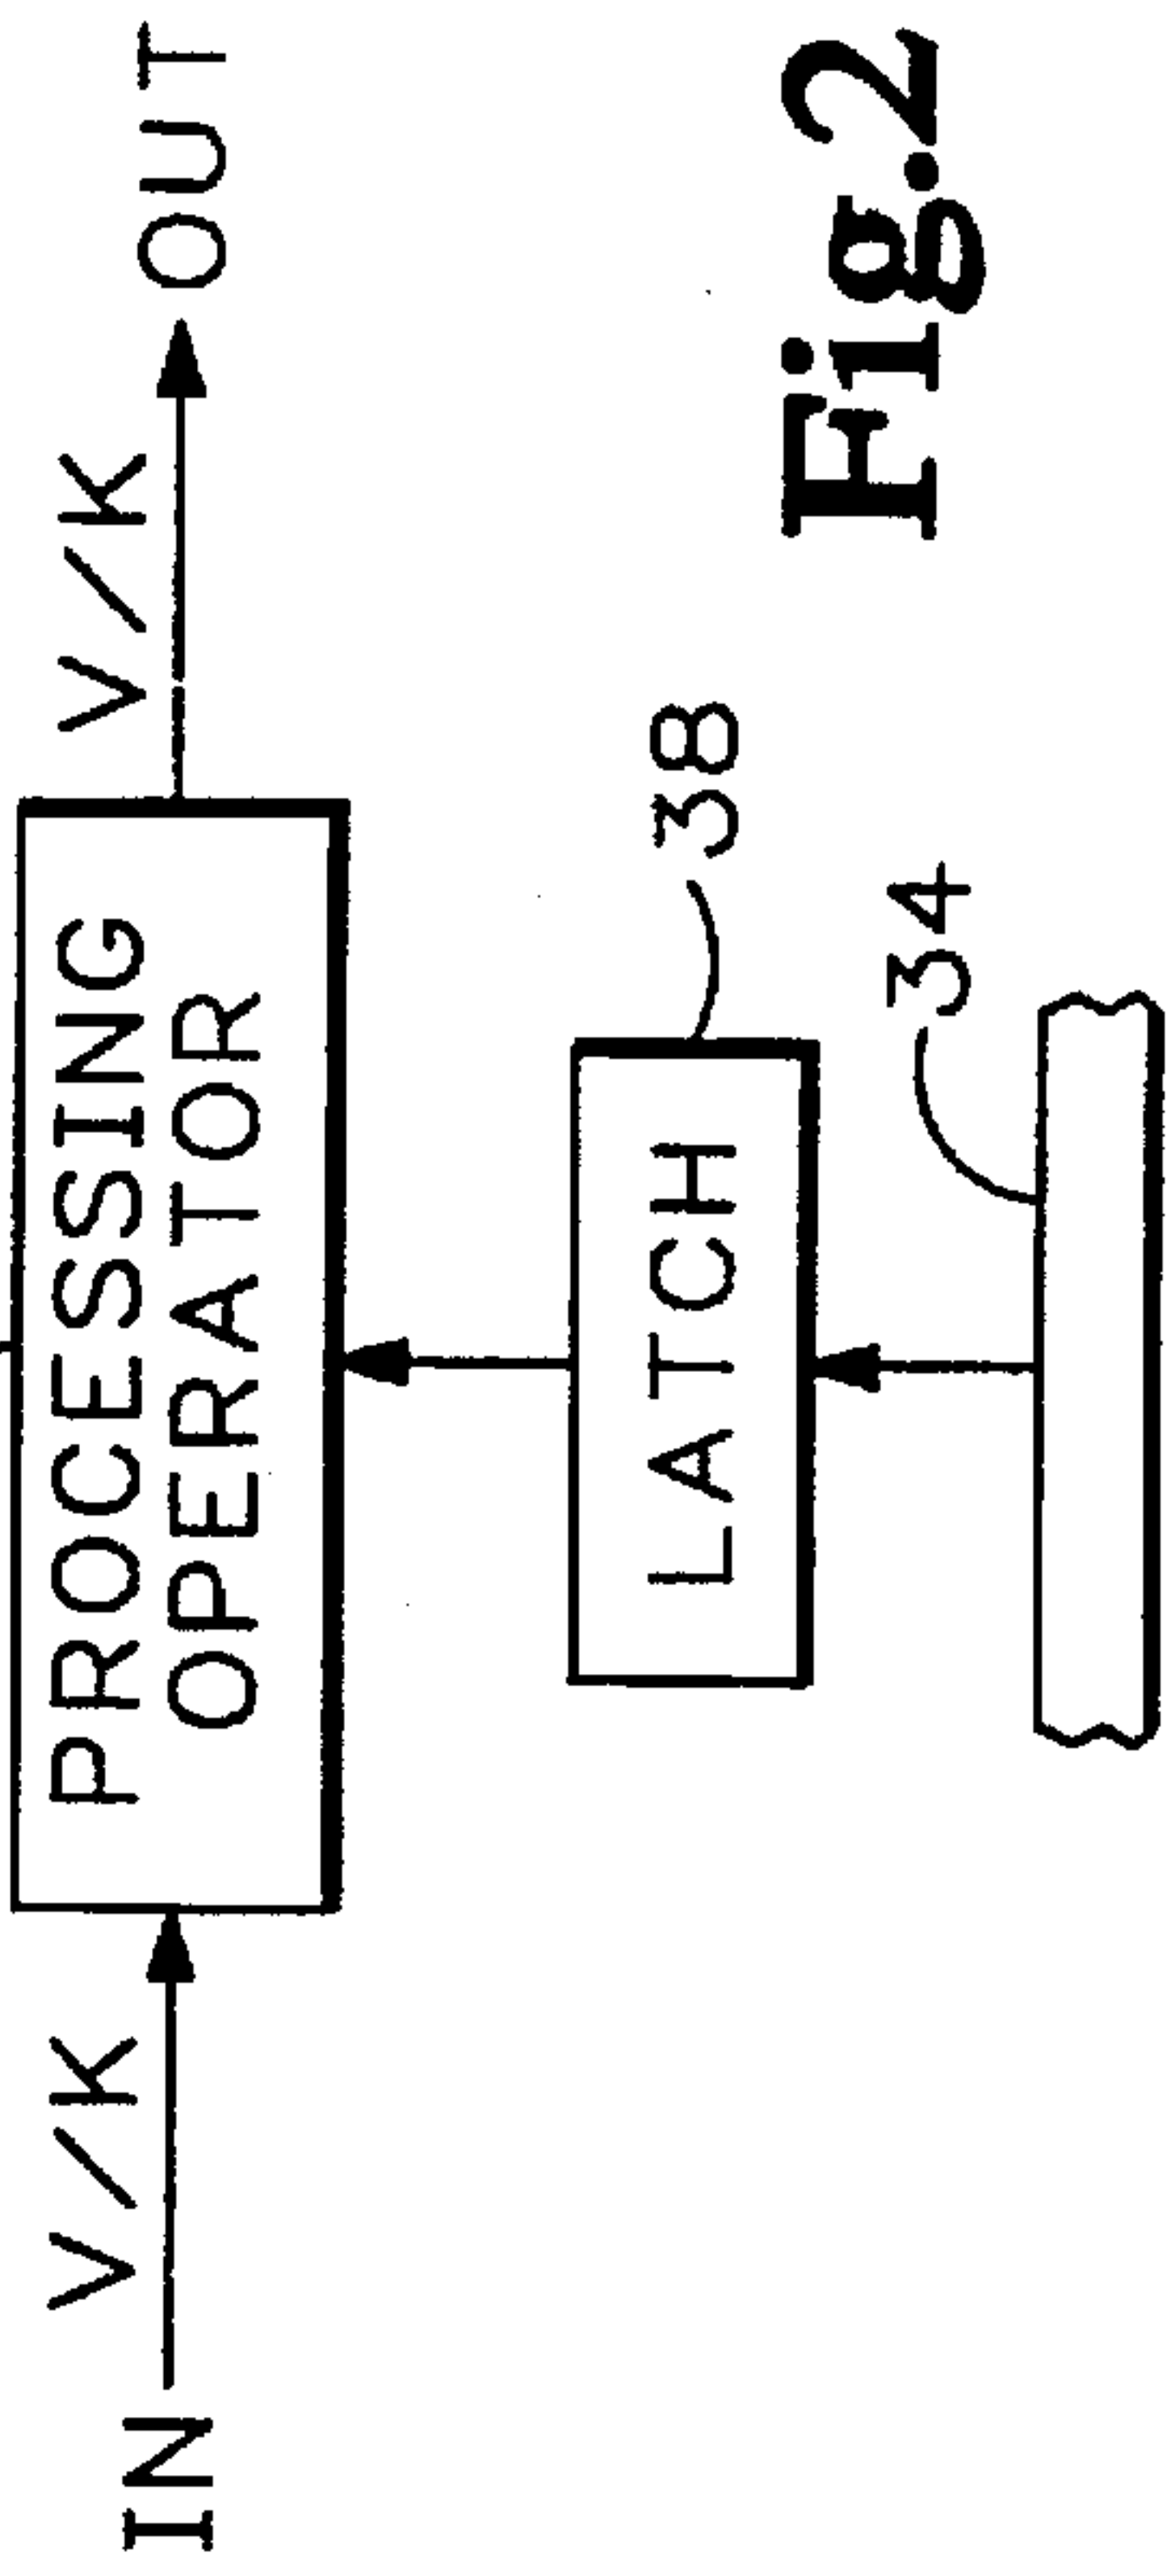 V/K
V/K
IN
PROCESSING
OPERATOR
OUT
LATCH
38
34
Fig.2